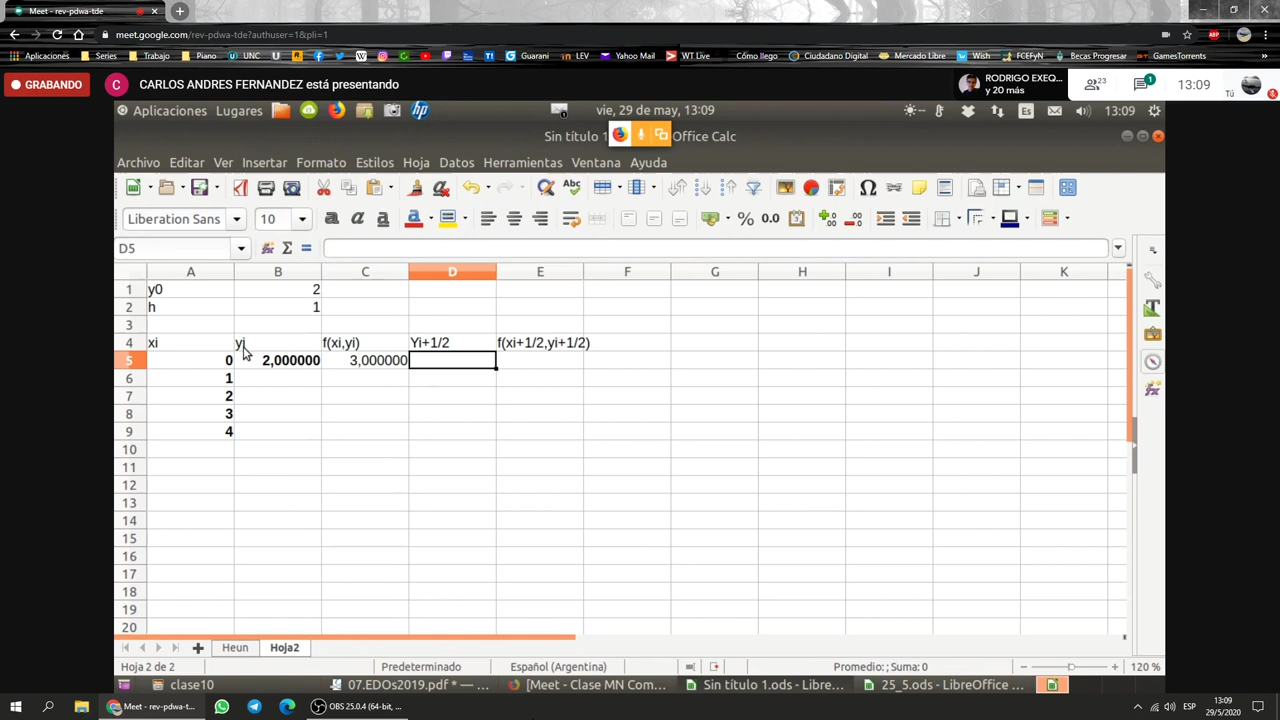 Meet - rev-pdwa-tde
meet.google.com/rev-pdwa-tde?authuser=1&pli=1
Aplicaciones Series Trabajo Piano UNC Guarani LEV Yahoo Mail WT Live Cómo llego Ciudadano Digital Mercado Libre Wish FCEFyN Becas Progresar GamesTorrents
GRABANDO
C CARLOS ANDRES FERNANDEZ está presentando
RODRIGO EXEQ...
y 20 más
23
1
13:09
Tú
Aplicaciones Lugares vie, 29 de may, 13:09 Es 13:09
Sin título 1 Office Calc
Archivo Editar Ver Insertar Formato Estilos Hoja Datos Herramientas Ventana Ayuda
Liberation Sans 10
D5
A B C D E F G H I J K
1 y0 2
2 h 1
3
4 xi yi f(xi,yi) Yi+1/2 f(xi+1/2,yi+1/2)
5 0 2,000000 3,000000
6 1
7 2
8 3
9 4
10
11
12
13
14
15
16
17
18
19
20
Heun Hoja2
Hoja 2 de 2 Predeterminado Español (Argentina) Promedio: ; Suma: 0 120 %
clase10 07.EDOs2019.pdf * — ... [Meet - Clase MN Com... Sin título 1.ods - LibreOffice ... 25_5.ods - LibreOffice ...
Meet - rev-pdwa-t... OBS 25.0.4 (64-bit, ... ESP 13:09
29/5/2020